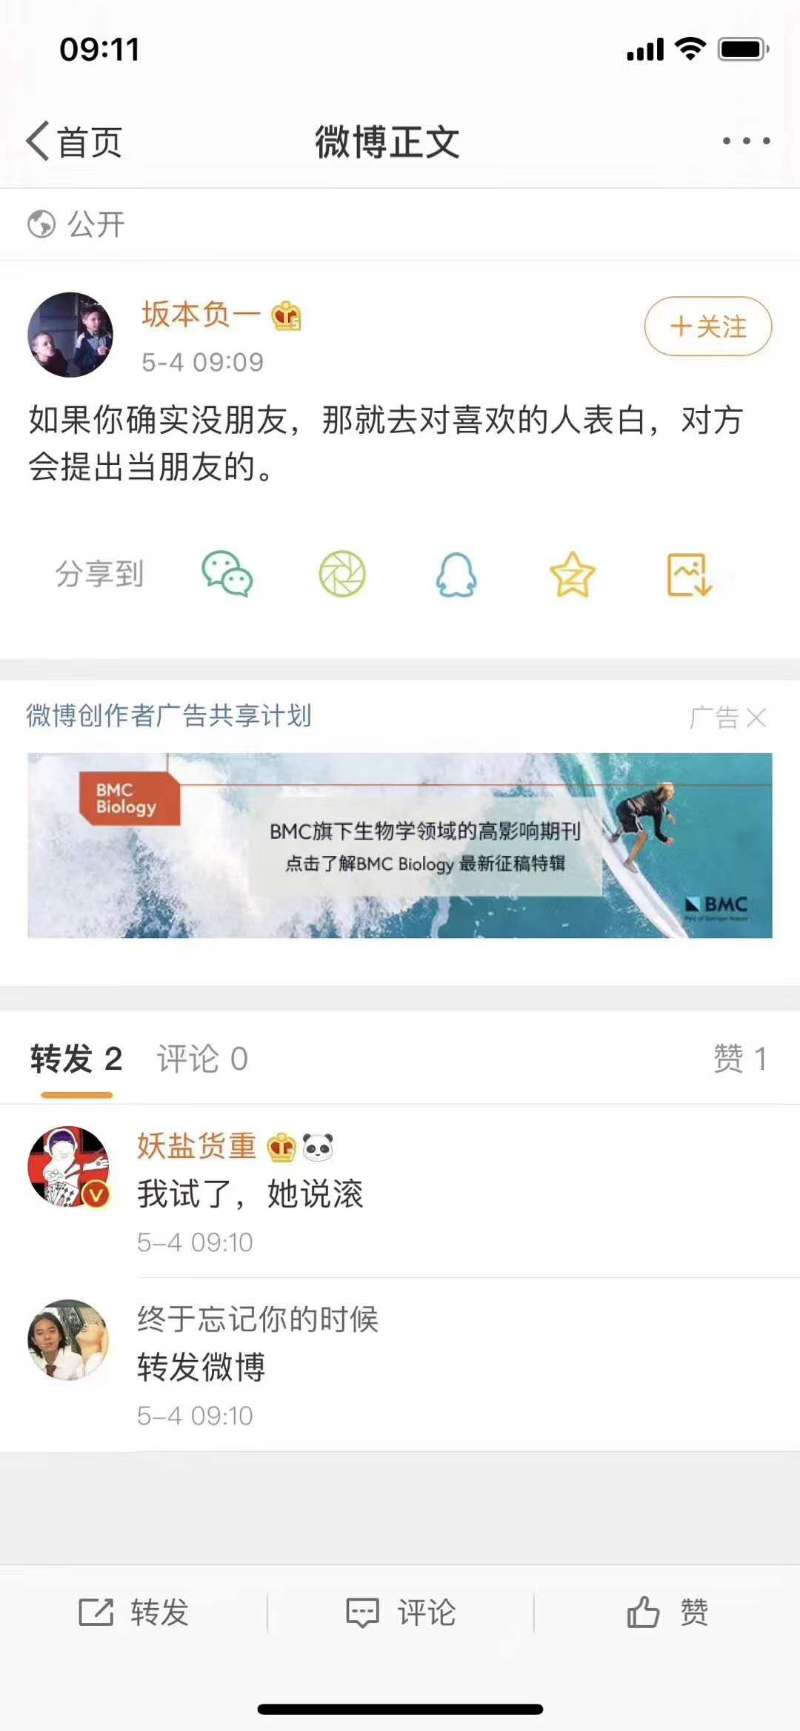 09:11
首页
微博正文
公开
坂本负一
5-4 09:09
+关注
如果你确实没朋友，那就去对喜欢的人表白，对方
会提出当朋友的。
分享到
微博创作者广告共享计划
广告
BMC
Biology
BMC旗下生物学领域的高影响期刊
点击了解BMC Biology 最新征稿特辑
BMC
Part of Springer Nature
转发 2
评论 0
赞 1
妖盐货重
我试了，她说滚
5-4 09:10
终于忘记你的时候
转发微博
5-4 09:10
转发
评论
赞